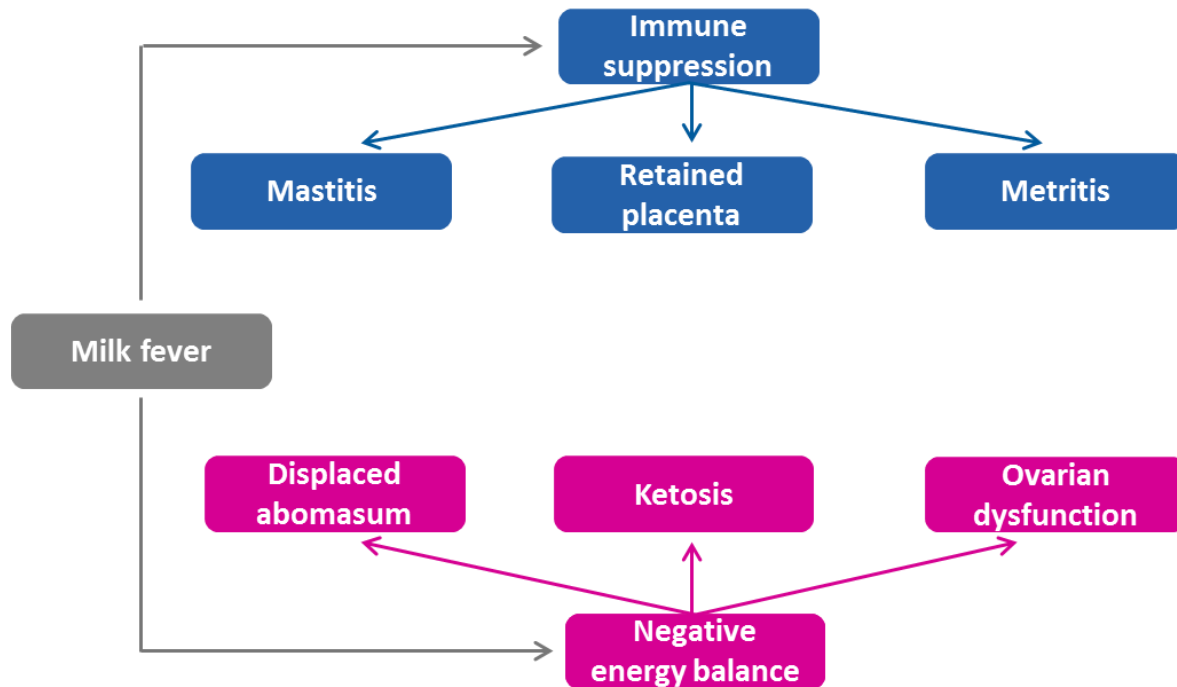 Immune
suppression
Mastitis
Retained
placenta
Metritis
Milk fever
Displaced
abomasum
Ketosis
Ovarian
dysfunction
Negative
energy balance